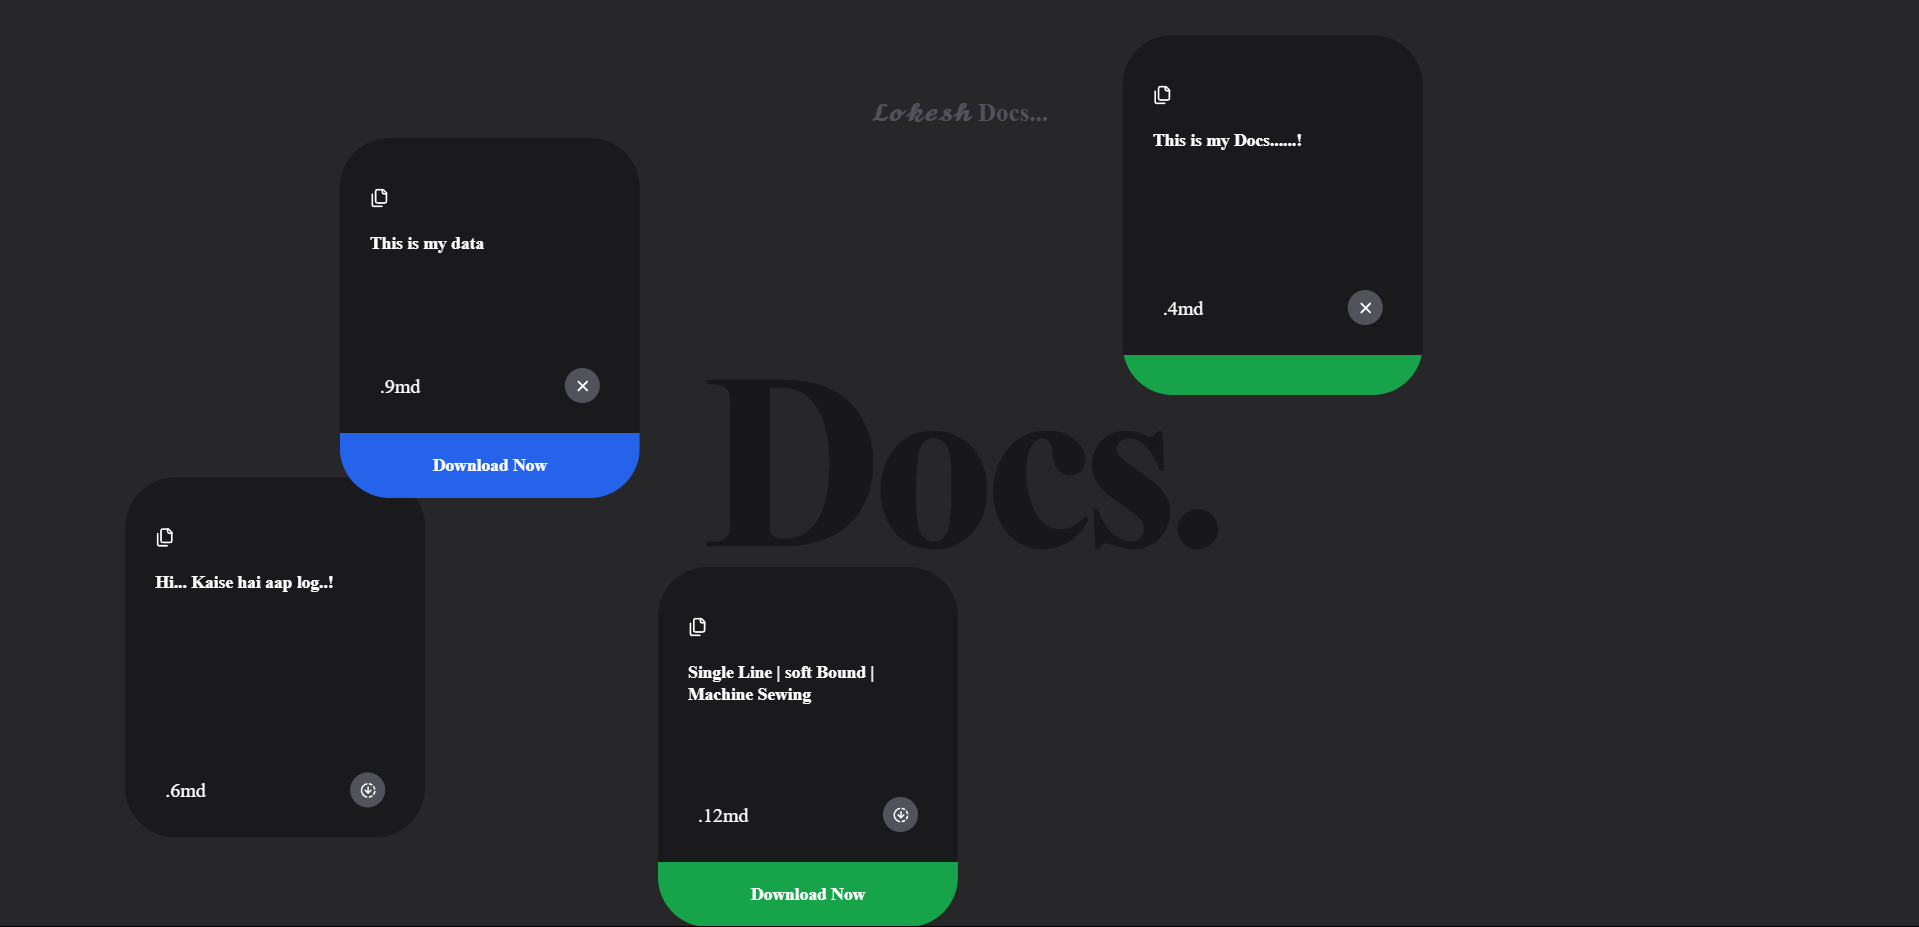 𝓛𝓸𝓴𝓮𝓼𝓱 Docs...
This is my Docs......!
.4md
This is my data
.9md
Download Now
Docs.
Hi... Kaise hai aap log..!
.6md
Single Line | soft Bound |
Machine Sewing
.12md
Download Now